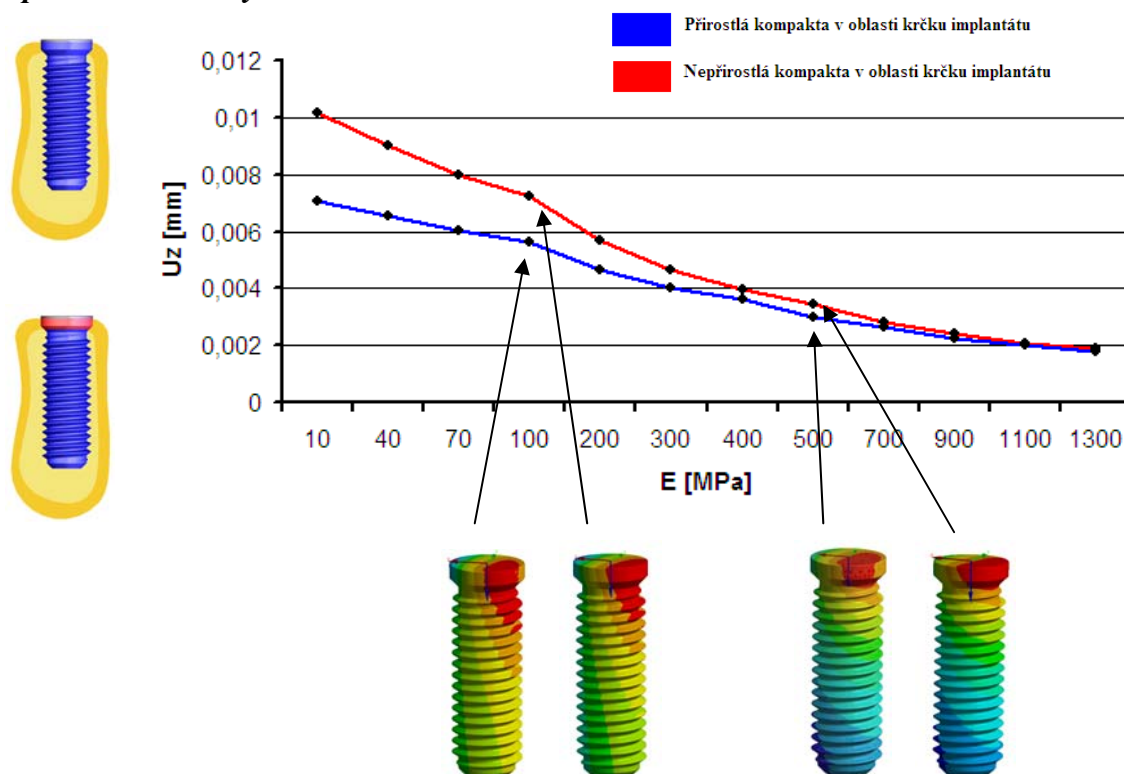 Přirostlá kompakta v oblasti krčku implantátu
Nepřirostlá kompakta v oblasti krčku implantátu
0,012
0,01
0,008
0,006
0,004
0,002
0
Uz [mm]
10 40 70 100 200 300 400 500 700 900 1100 1300
E [MPa]